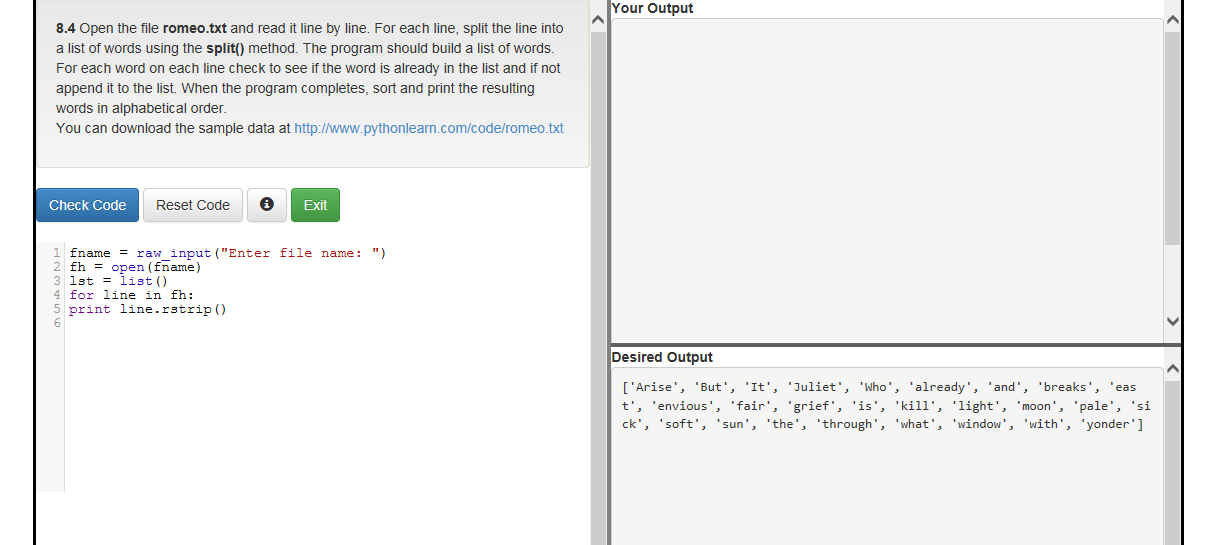 8.4 Open the file romeo.txt and read it line by line. For each line, split the line into
a list of words using the split() method. The program should build a list of words.
For each word on each line check to see if the word is already in the list and if not
append it to the list. When the program completes, sort and print the resulting
words in alphabetical order.
You can download the sample data at http://www.pythonlearn.com/code/romeo.txt
Check Code
Reset Code
Exit
1 fname = raw_input("Enter file name: ")
2 fh = open(fname)
3 lst = list()
4 for line in fh:
5 print line.rstrip()
6
Your Output
Desired Output
['Arise', 'But', 'It', 'Juliet', 'Who', 'already', 'and', 'breaks', 'eas
t', 'envious', 'fair', 'grief', 'is', 'kill', 'light', 'moon', 'pale', 'si
ck', 'soft', 'sun', 'the', 'through', 'what', 'window', 'with', 'yonder']